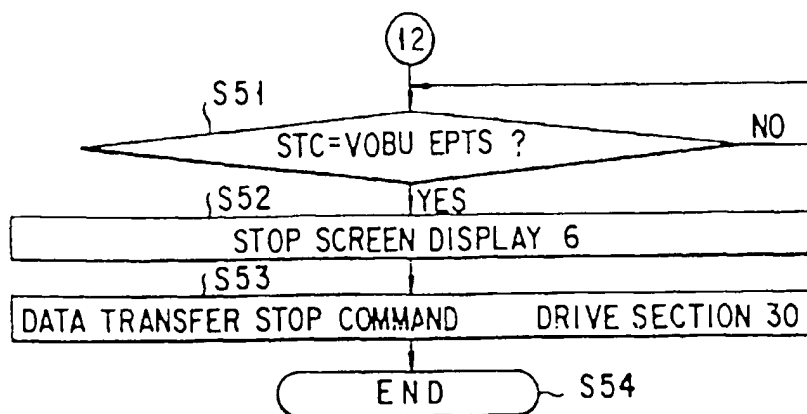 12
S51
STC=VOBU EPTS ?
NO
YES
S52
STOP SCREEN DISPLAY 6
S53
DATA TRANSFER STOP COMMAND DRIVE SECTION 30
END
S54